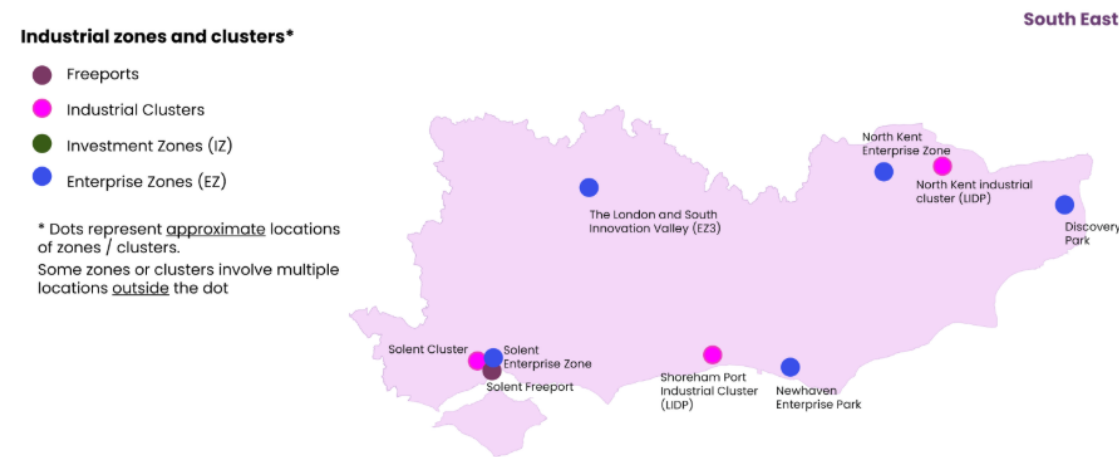 South East
Industrial zones and clusters*
Freeports
Industrial Clusters
Investment Zones (IZ)
Enterprise Zones (EZ)
* Dots represent approximate locations
of zones / clusters.
Some zones or clusters involve multiple
locations outside the dot
North Kent
Enterprise Zone
North Kent industrial
cluster (LIDP)
The London and South
Innovation Valley (EZ3)
Discovery
Park
Solent Cluster
Solent
Enterprise Zone
Solent Freeport
Shoreham Port
Industrial Cluster
(LIDP)
Newhaven
Enterprise Park